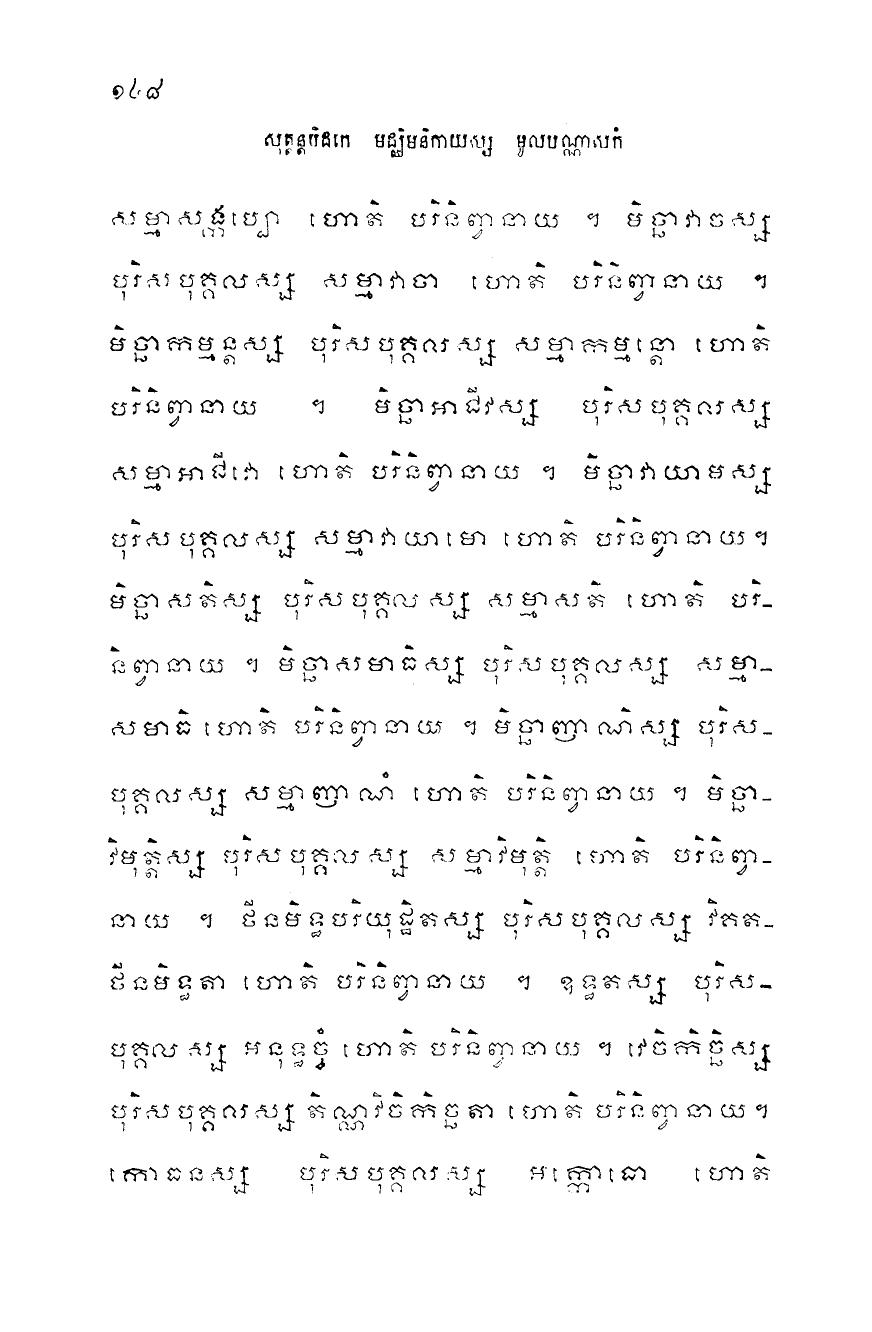 ១៤៨
សុត្តន្តបិដកេ មជ្ឈិមនិកាយស្ស មូលបណ្ណាសកំ
សម្មាសង្កប្បោ ហោតិ បរិនិព្វានាយ ។ មិច្ឆាវាចស្ស
បុរិសបុគ្គលស្ស សម្មាវាចា ហោតិ បរិនិព្វានាយ ។
មិច្ឆាកម្មន្តស្ស បុរិសបុគ្គលស្ស សម្មាកម្មន្តោ ហោតិ
បរិនិព្វានាយ ។ មិច្ឆាអាជីវស្ស បុរិសបុគ្គលស្ស
សម្មាអាជីវោ ហោតិ បរិនិព្វានាយ ។ មិច្ឆាវាយាមស្ស
បុរិសបុគ្គលស្ស សម្មាវាយាមោ ហោតិ បរិនិព្វានាយ។
មិច្ឆាសតិស្ស បុរិសបុគ្គលស្ស សម្មាសតិ ហោតិ បរិ-
និព្វានាយ ។ មិច្ឆាសមាធិស្ស បុរិសបុគ្គលស្ស សម្មា-
សមាធិ ហោតិ បរិនិព្វានាយ ។ មិច្ឆាញាណិស្ស បុរិស-
បុគ្គលស្ស សម្មាញាណំ ហោតិ បរិនិព្វានាយ ។ មិច្ឆា-
វិមុត្តិស្ស បុរិសបុគ្គលស្ស សម្មាវិមុត្តិ ហោតិ បរិនិព្វា-
នាយ ។ ថីនមិទ្ធបរិយុដ្ឋិតស្ស បុរិសបុគ្គលស្ស វិគត-
ថីនមិទ្ធតា ហោតិ បរិនិព្វានាយ ។ ឧទ្ធតស្ស បុរិស-
បុគ្គលស្ស អនុទ្ធច្ចំ ហោតិ បរិនិព្វានាយ ។ វេចិកិច្ឆិស្ស
បុរិសបុគ្គលស្ស តិណ្ណវិចិកិច្ឆតា ហោតិ បរិនិព្វានាយ។
កោធនស្ស បុរិសបុគ្គលស្ស អក្កោធោ ហោតិ